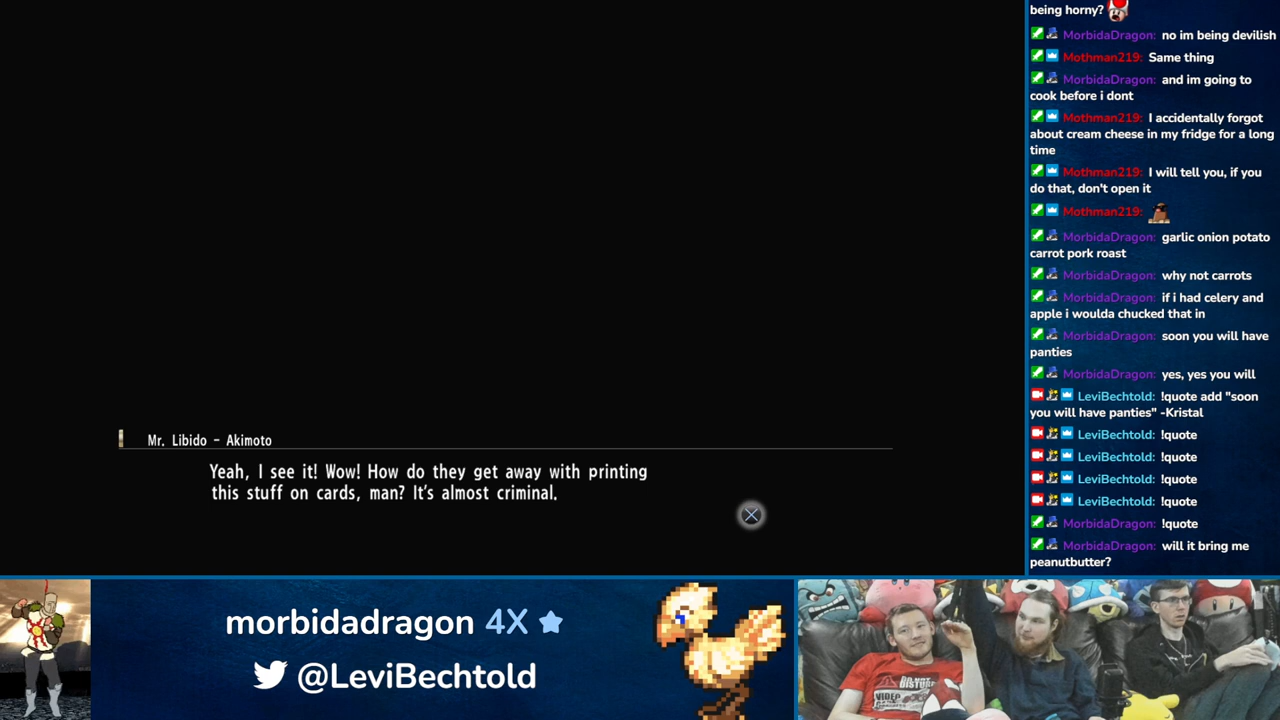 Mr. Libido - Akimoto
Yeah, I see it! Wow! How do they get away with printing
this stuff on cards, man? It's almost criminal.
being horny?
MorbidaDragon: no im being devilish
Mothman219: Same thing
MorbidaDragon: and im going to
cook before i dont
Mothman219: I accidentally forgot
about cream cheese in my fridge for a long
time
Mothman219: I will tell you, if you
do that, don't open it
Mothman219:
MorbidaDragon: garlic onion potato
carrot pork roast
MorbidaDragon: why not carrots
MorbidaDragon: if i had celery and
apple i woulda chucked that in
MorbidaDragon: soon you will have
panties
MorbidaDragon: yes, yes you will
LeviBechtold: !quote add "soon
you will have panties" -Kristal
LeviBechtold: !quote
LeviBechtold: !quote
LeviBechtold: !quote
LeviBechtold: !quote
MorbidaDragon: !quote
MorbidaDragon: will it bring me
peanutbutter?
morbidadragon 4X
@LeviBechtold